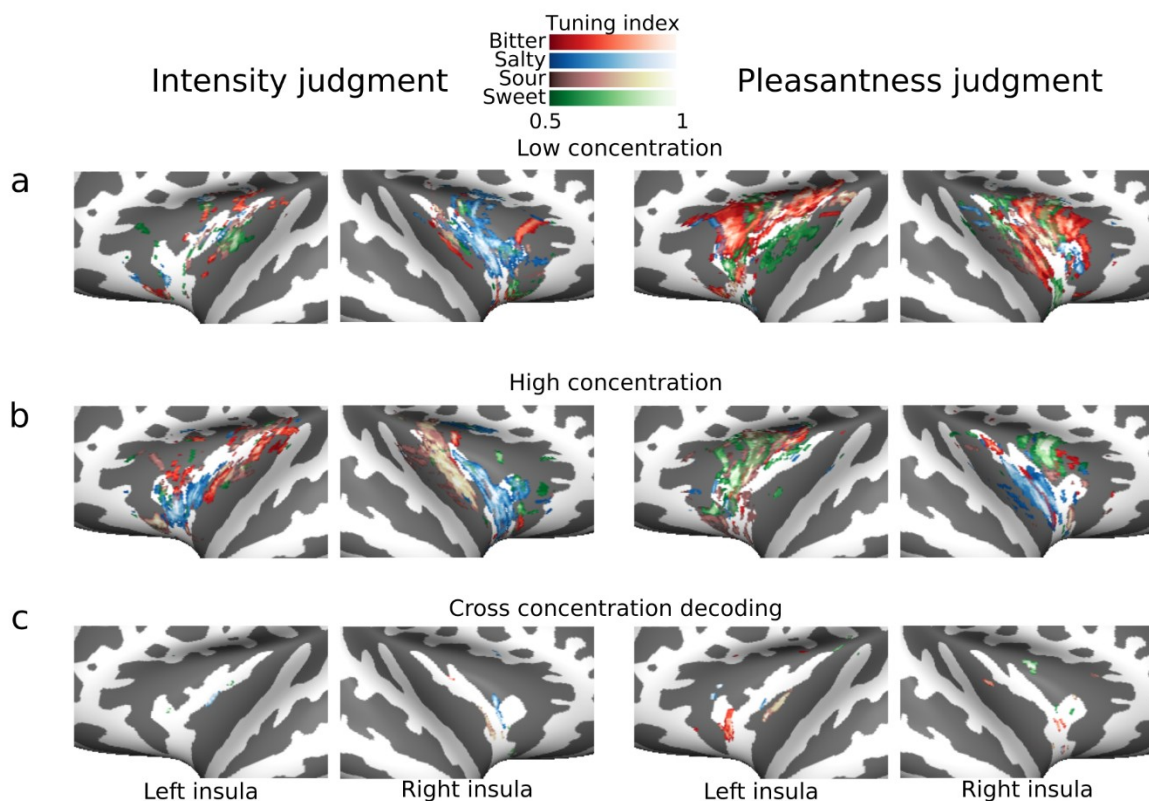 Tuning index
Bitter
Salty
Sour
Sweet
0.5 1
Intensity judgment
Pleasantness judgment
Low concentration
a
High concentration
b
Cross concentration decoding
c
Left insula
Right insula
Left insula
Right insula